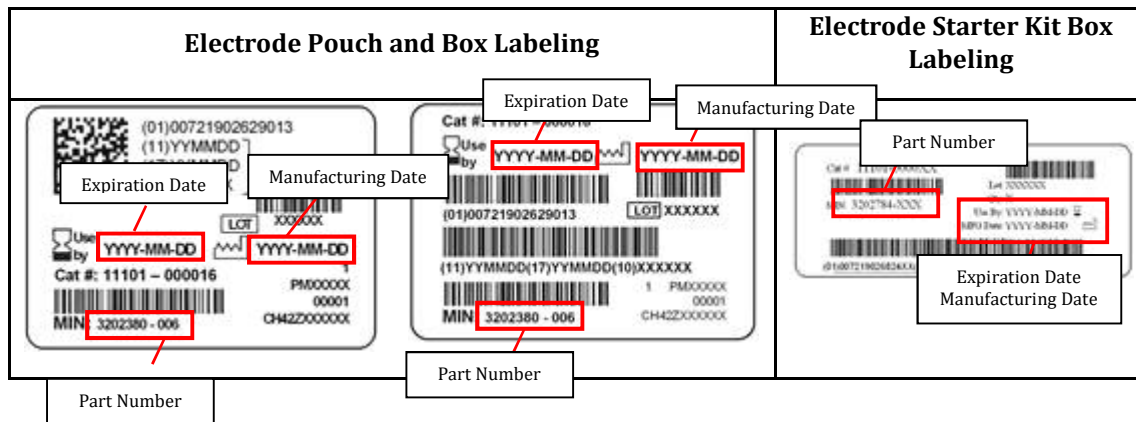 Electrode Pouch and Box Labeling
Electrode Starter Kit Box
Labeling
(01)00721902629013
(11)YYMMDD
Expiration Date
Manufacturing Date
LOT
XXXXXX
Use
by
YYYY-MM-DD
YYYY-MM-DD
Cat #: 11101 – 000016
1
PMXXXXX
00001
CH42ZXXXXXX
MIN: 3202380 - 006
Part Number
Expiration Date
Manufacturing Date
Use
by
YYYY-MM-DD
YYYY-MM-DD
(01)00721902629013
LOT XXXXXX
(11)YYMMDD(17)YYMMDD(10)XXXXXX
1 PMXXXXX
00001
CH42ZXXXXXX
MIN: 3202380 - 006
Part Number
Part Number
Cat #
MIN: 3202784-XXX
Lot XXXXXX
Use By: YYYY-MM-DD
YYYY-MM-DD
Expiration Date
Manufacturing Date